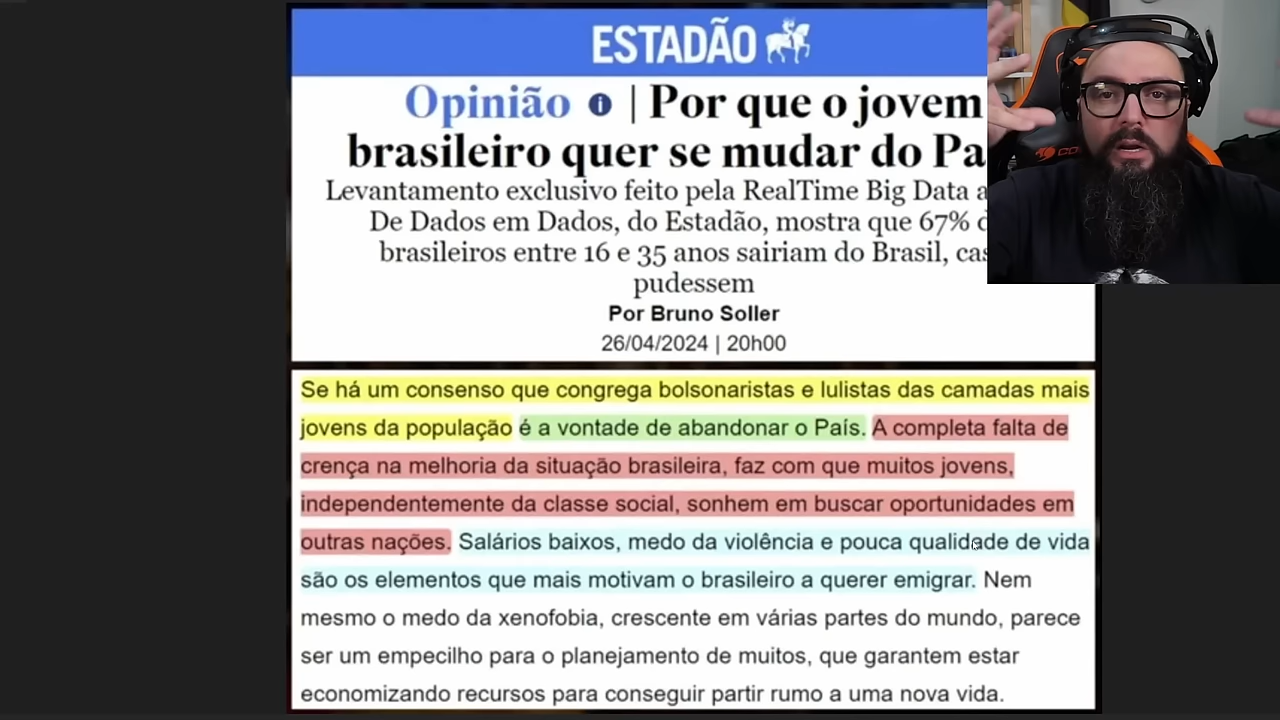 ESTADÃO
Opinião i | Por que o jovem
brasileiro quer se mudar do Pa
Levantamento exclusivo feito pela RealTime Big Data a
De Dados em Dados, do Estadão, mostra que 67% d
brasileiros entre 16 e 35 anos sairiam do Brasil, cas
pudessem
Por Bruno Soller
26/04/2024 | 20h00
Se há um consenso que congrega bolsonaristas e lulistas das camadas mais
jovens da população é a vontade de abandonar o País. A completa falta de
crença na melhoria da situação brasileira, faz com que muitos jovens,
independentemente da classe social, sonhem em buscar oportunidades em
outras nações. Salários baixos, medo da violência e pouca qualidade de vida
são os elementos que mais motivam o brasileiro a querer emigrar. Nem
mesmo o medo da xenofobia, crescente em várias partes do mundo, parece
ser um empecilho para o planejamento de muitos, que garantem estar
economizando recursos para conseguir partir rumo a uma nova vida.